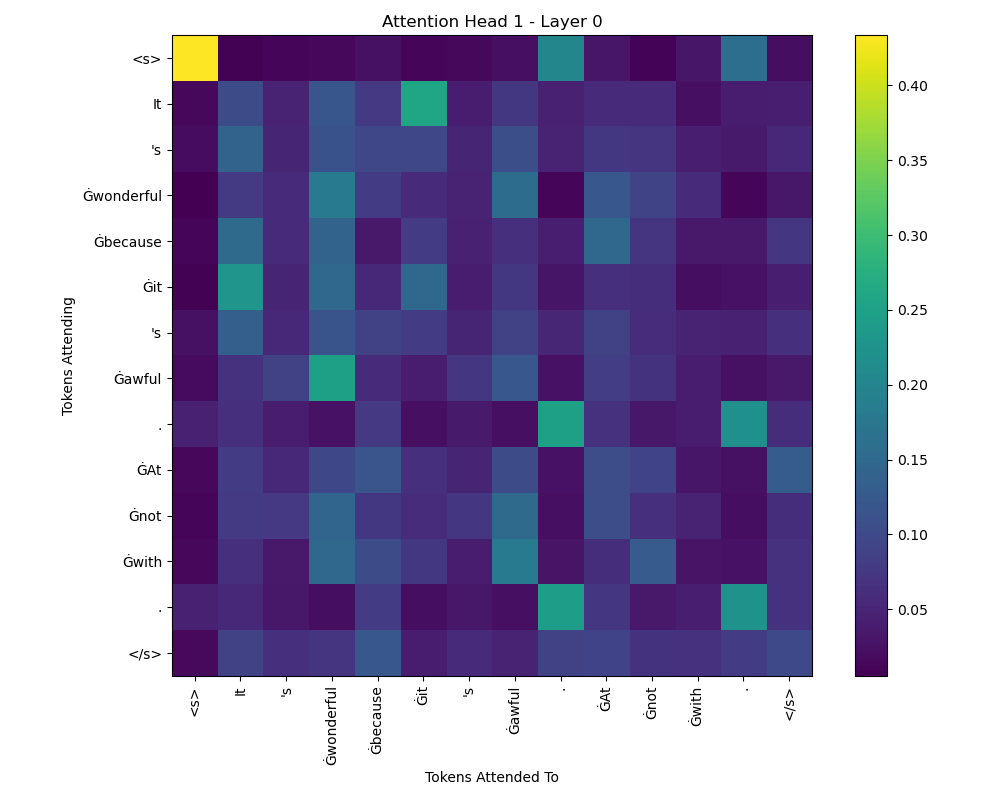 Attention Head 1 - Layer 0
Tokens Attending
<s>
It
's
Ġwonderful
Ġbecause
Ġit
's
Ġawful
.
ĠAt
Ġnot
Ġwith
.
</s>
<s>
It
's
Ġwonderful
Ġbecause
Ġit
's
Ġawful
.
ĠAt
Ġnot
Ġwith
.
</s>
Tokens Attended To
0.40
0.35
0.30
0.25
0.20
0.15
0.10
0.05